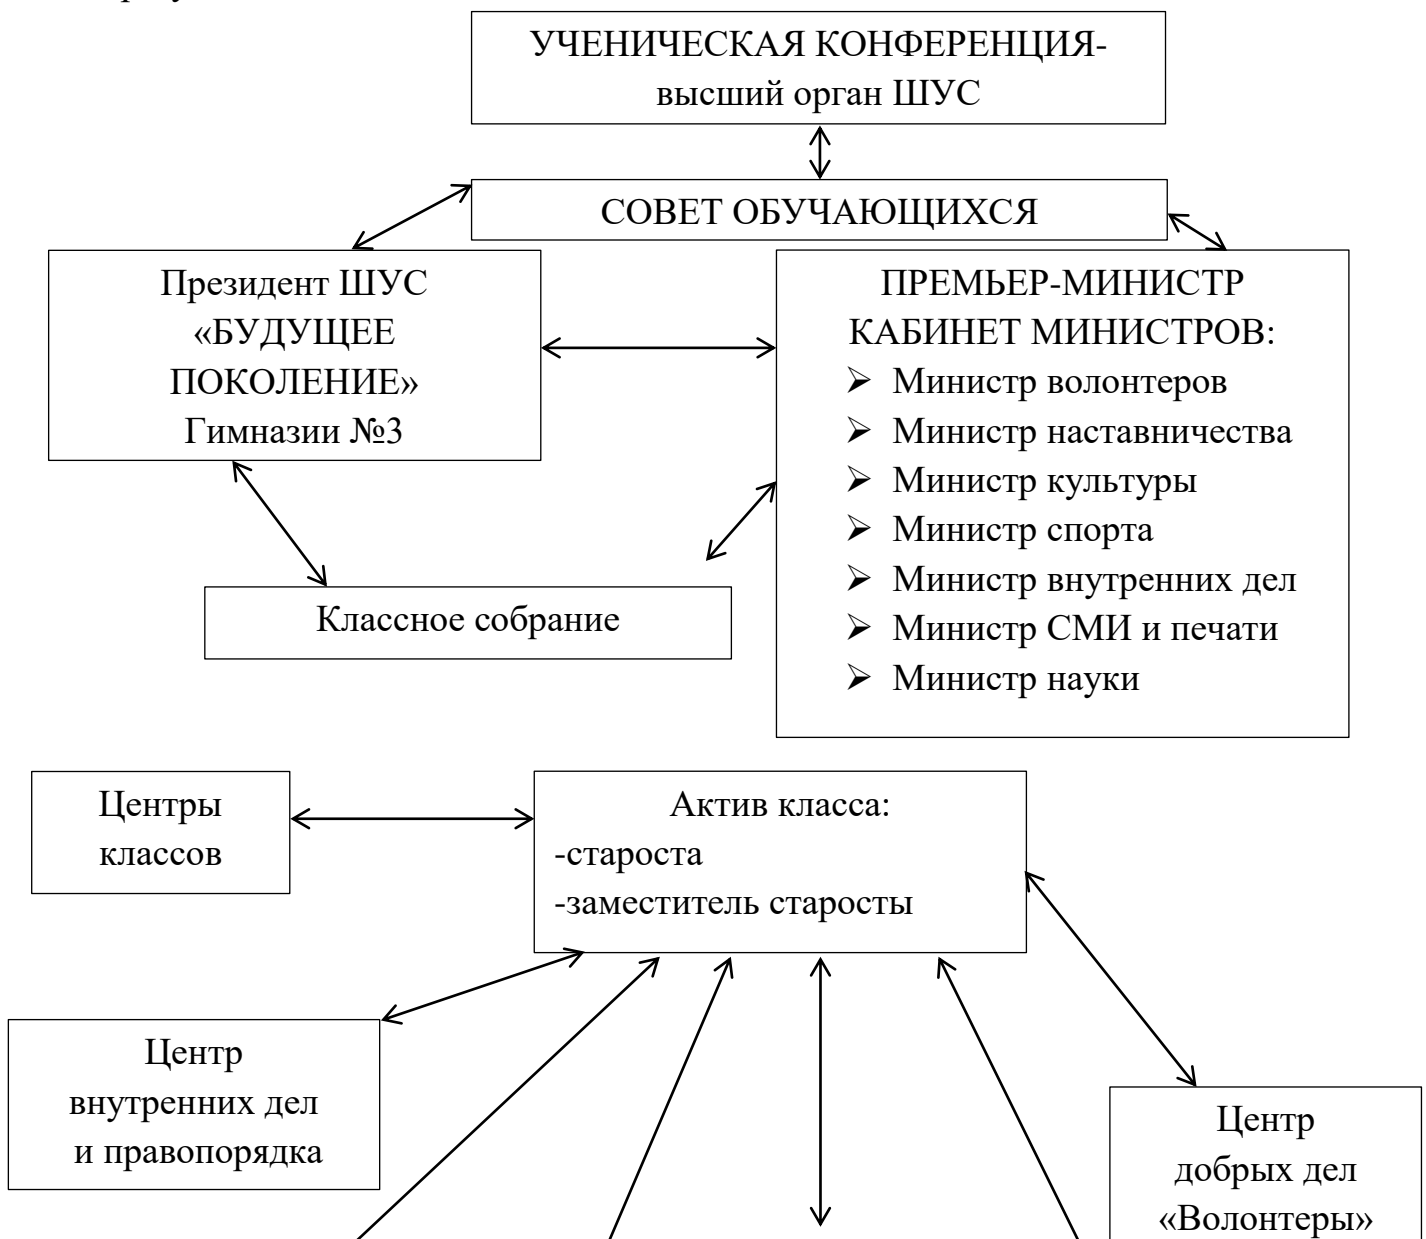 УЧЕНИЧЕСКАЯ КОНФЕРЕНЦИЯ-
высший орган ШУС
СОВЕТ ОБУЧАЮЩИХСЯ
Президент ШУС
«БУДУЩЕЕ
ПОКОЛЕНИЕ»
Гимназии №3
ПРЕМЬЕР-МИНИСТР
КАБИНЕТ МИНИСТРОВ:
➢ Министр волонтеров
➢ Министр наставничества
➢ Министр культуры
➢ Министр спорта
➢ Министр внутренних дел
➢ Министр СМИ и печати
➢ Министр науки
Классное собрание
Центры
классов
Актив класса:
-староста
-заместитель старосты
Центр
внутренних дел
и правопорядка
Центр
добрых дел
«Волонтеры»